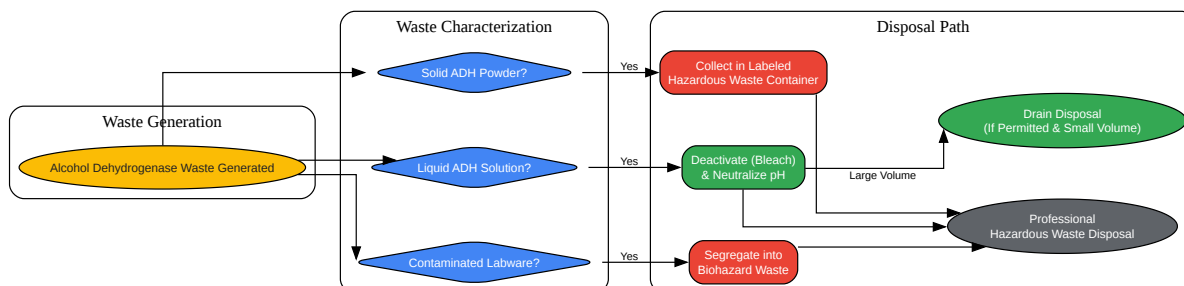 Waste Generation
Alcohol Dehydrogenase Waste Generated
Waste Characterization
Solid ADH Powder?
Liquid ADH Solution?
Contaminated Labware?
Yes
Yes
Yes
Disposal Path
Collect in Labeled
Hazardous Waste Container
Deactivate (Bleach)
& Neutralize pH
Segregate into
Biohazard Waste
Large Volume
Drain Disposal
(If Permitted & Small Volume)
Professional
Hazardous Waste Disposal